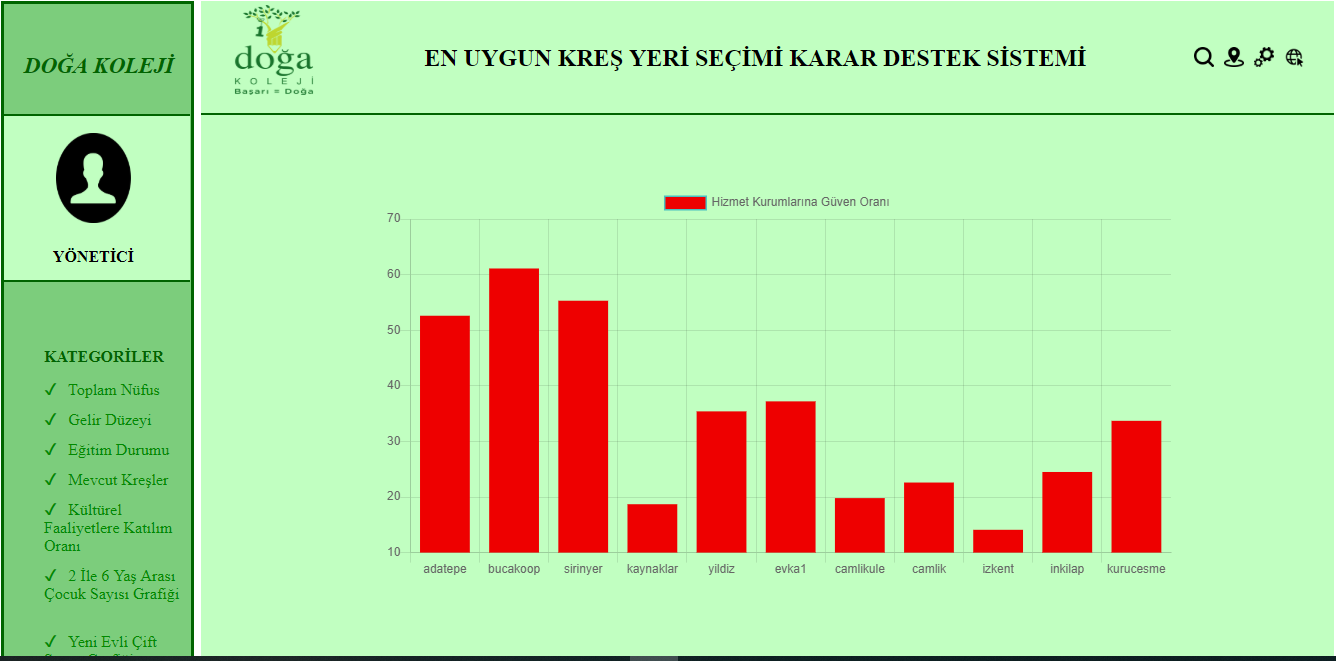 DOĞA KOLEJİ
YÖNETİCİ
KATEGORİLER
✓ Toplam Nüfus
✓ Gelir Düzeyi
✓ Eğitim Durumu
✓ Mevcut Kreşler
✓ Kültürel
Faaliyetlere Katılım
Oranı
✓ 2 İle 6 Yaş Arası
Çocuk Sayısı Grafiği
✓ Yeni Evli Çift
1
doğa
KOLEJİ
Başarı = Doğa
EN UYGUN KREŞ YERİ SEÇİMİ KARAR DESTEK SİSTEMİ
Hizmet Kurumlarına Güven Oranı
70
60
50
40
30
20
10
adatepe bucakoop sirinyer kaynaklar yildiz evka1 camlikule camlik izkent inkilap kurucesme